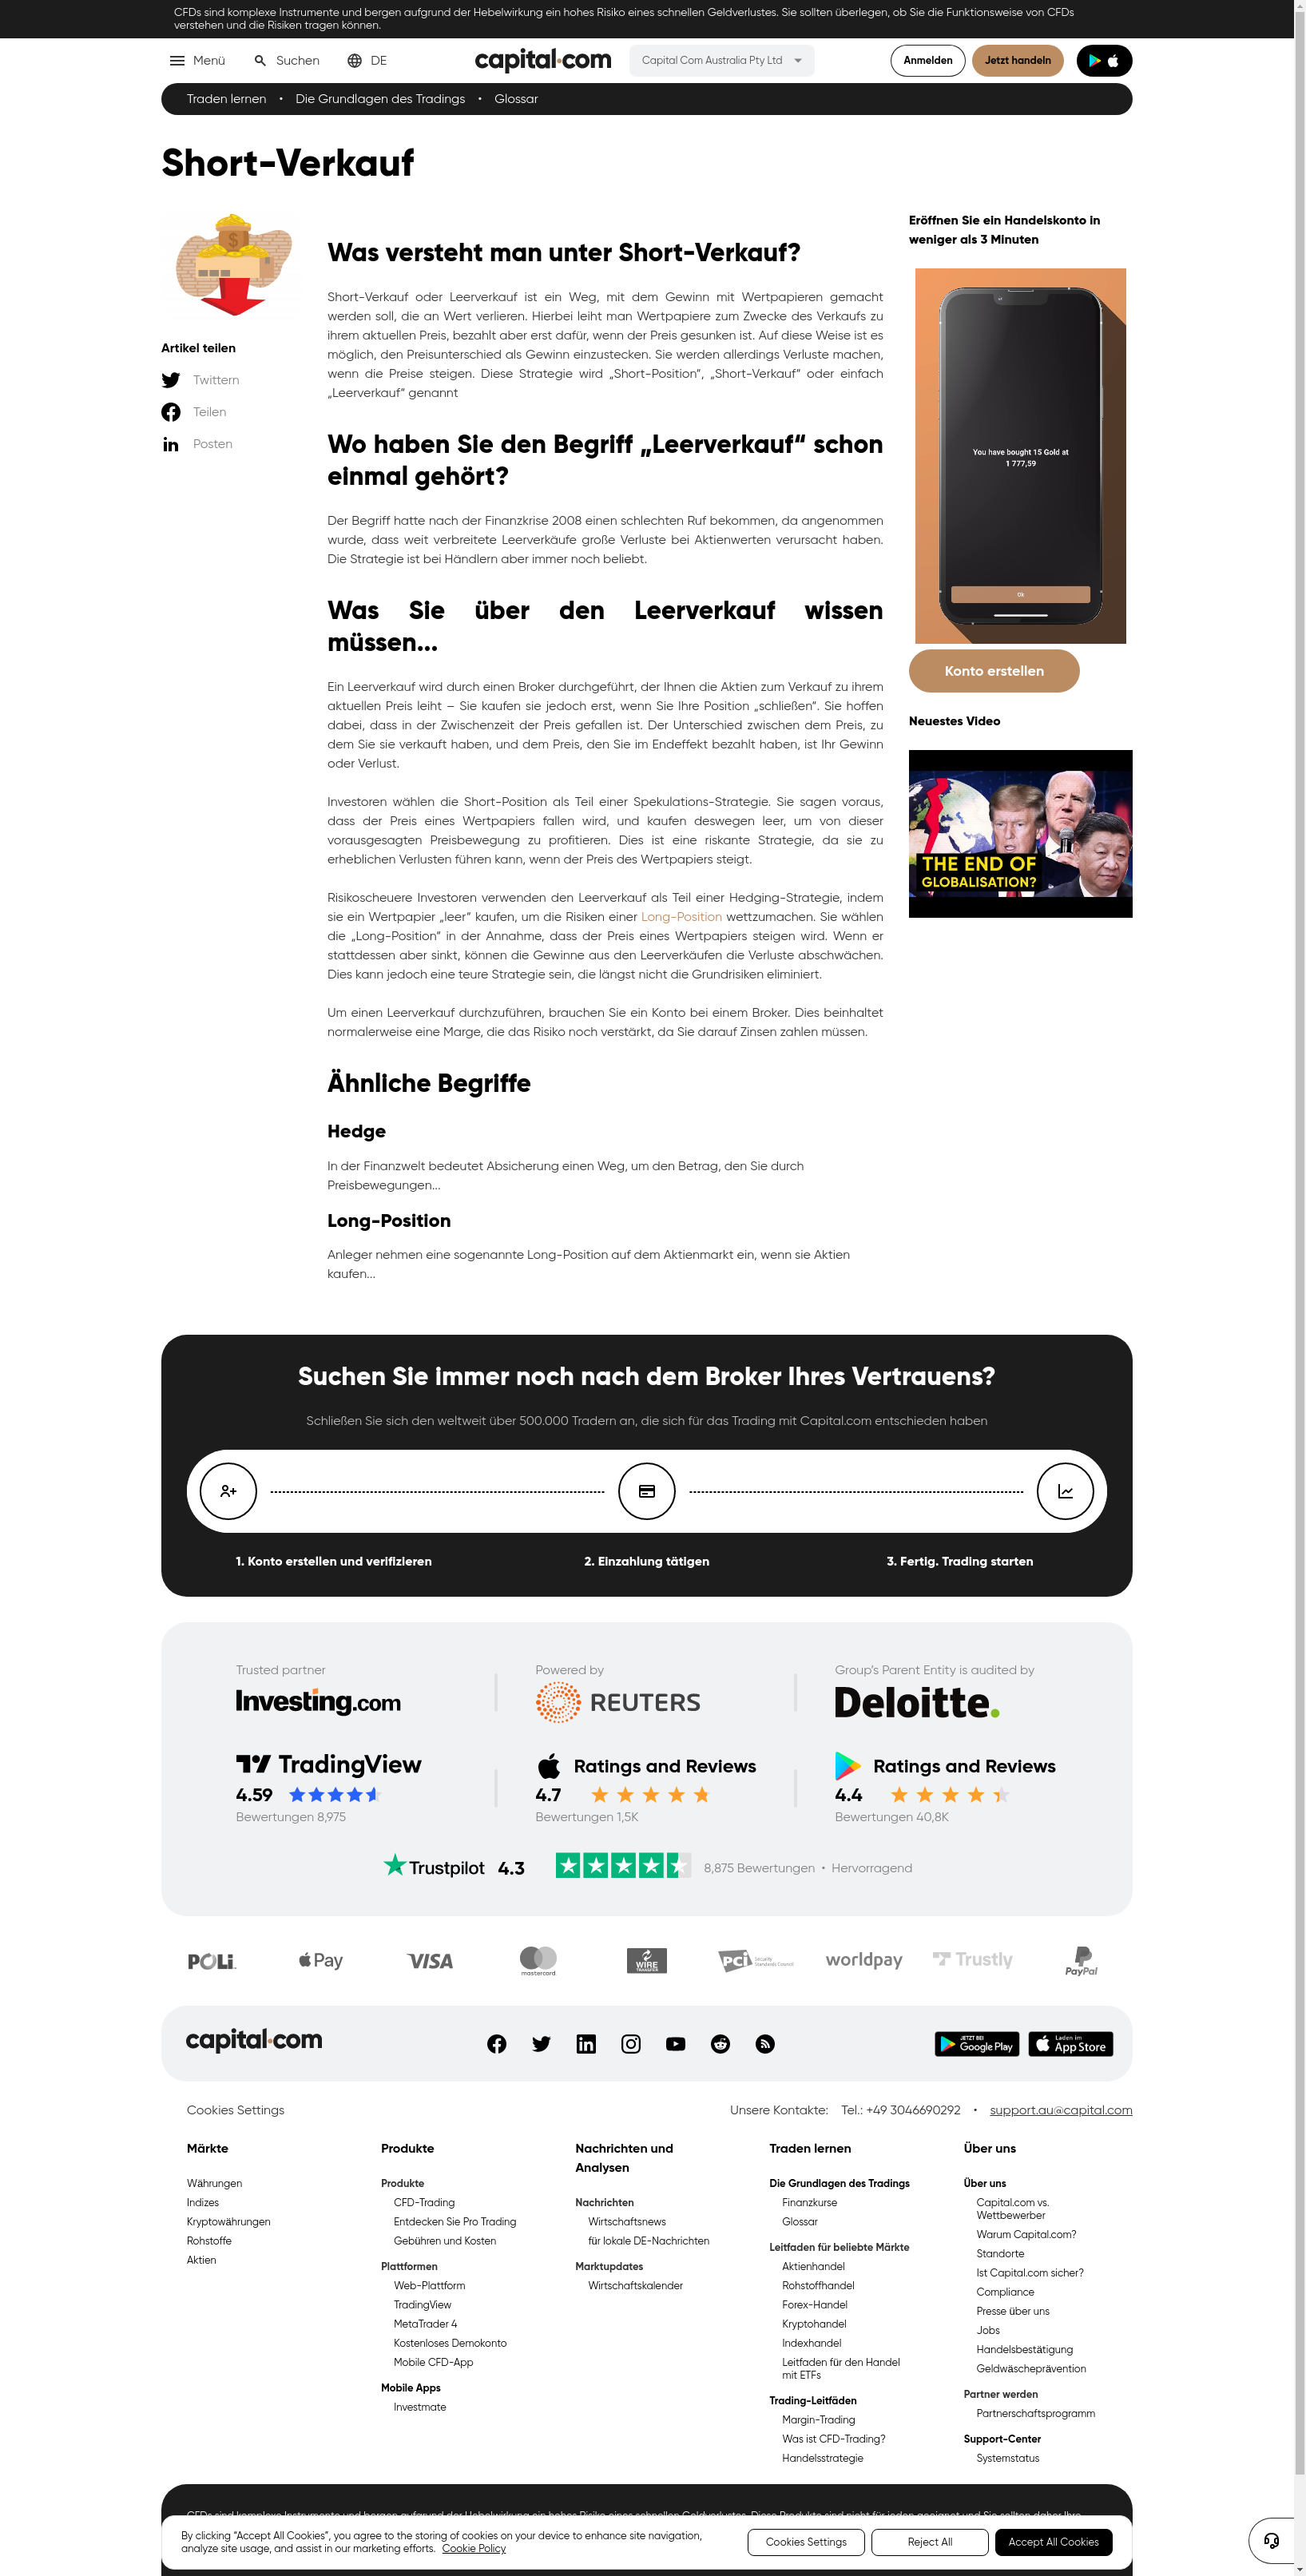 CFDs sind komplexe Instrumente und bergen aufgrund der Hebelwirkung ein hohes Risiko eines schnellen Geldverlustes. Sie sollten überlegen, ob Sie die Funktionsweise von CFDs
verstehen und die Risiken tragen können.
Menü Suchen DE capital.com Capital Com Australia Pty Ltd Anmelden Jetzt handeln
Traden lernen • Die Grundlagen des Tradings • Glossar
Short-Verkauf
Artikel teilen
Twittern
Teilen
Posten
Was versteht man unter Short-Verkauf?
Short-Verkauf oder Leerverkauf ist ein Weg, mit dem Gewinn mit Wertpapieren gemacht
werden soll, die an Wert verlieren. Hierbei leiht man Wertpapiere zum Zwecke des Verkaufs zu
ihrem aktuellen Preis, bezahlt aber erst dafür, wenn der Preis gesunken ist. Auf diese Weise ist es
möglich, den Preisunterschied als Gewinn einzustecken. Sie werden allerdings Verluste machen,
wenn die Preise steigen. Diese Strategie wird „Short-Position“, „Short-Verkauf“ oder einfach
„Leerverkauf“ genannt
Wo haben Sie den Begriff „Leerverkauf“ schon
einmal gehört?
Der Begriff hatte nach der Finanzkrise 2008 einen schlechten Ruf bekommen, da angenommen
wurde, dass weit verbreitete Leerverkäufe große Verluste bei Aktienwerten verursacht haben.
Die Strategie ist bei Händlern aber immer noch beliebt.
Was Sie über den Leerverkauf wissen
müssen...
Ein Leerverkauf wird durch einen Broker durchgeführt, der Ihnen die Aktien zum Verkauf zu ihrem
aktuellen Preis leiht – Sie kaufen sie jedoch erst, wenn Sie Ihre Position „schließen“. Sie hoffen
dabei, dass in der Zwischenzeit der Preis gefallen ist. Der Unterschied zwischen dem Preis, zu
dem Sie sie verkauft haben, und dem Preis, den Sie im Endeffekt bezahlt haben, ist Ihr Gewinn
oder Verlust.
Investoren wählen die Short-Position als Teil einer Spekulations-Strategie. Sie sagen voraus,
dass der Preis eines Wertpapiers fallen wird, und kaufen deswegen leer, um von dieser
vorausgesagten Preisbewegung zu profitieren. Dies ist eine riskante Strategie, da sie zu
erheblichen Verlusten führen kann, wenn der Preis des Wertpapiers steigt.
Risikoscheuere Investoren verwenden den Leerverkauf als Teil einer Hedging-Strategie, indem
sie ein Wertpapier „leer“ kaufen, um die Risiken einer Long-Position wettzumachen. Sie wählen
die „Long-Position“ in der Annahme, dass der Preis eines Wertpapiers steigen wird. Wenn er
stattdessen aber sinkt, können die Gewinne aus den Leerverkäufen die Verluste abschwächen.
Dies kann jedoch eine teure Strategie sein, die längst nicht die Grundrisiken eliminiert.
Um einen Leerverkauf durchzuführen, brauchen Sie ein Konto bei einem Broker. Dies beinhaltet
normalerweise eine Marge, die das Risiko noch verstärkt, da Sie darauf Zinsen zahlen müssen.
Ähnliche Begriffe
Hedge
In der Finanzwelt bedeutet Absicherung einen Weg, um den Betrag, den Sie durch
Preisbewegungen...
Long-Position
Anleger nehmen eine sogenannte Long-Position auf dem Aktienmarkt ein, wenn sie Aktien
kaufen...
Eröffnen Sie ein Handelskonto in
weniger als 3 Minuten
You have bought 15 Gold at
1 777,59
Ok
Konto erstellen
Neuestes Video
THE END OF
GLOBALISATION?
Suchen Sie immer noch nach dem Broker Ihres Vertrauens?
Schließen Sie sich den weltweit über 500.000 Tradern an, die sich für das Trading mit Capital.com entschieden haben
1. Konto erstellen und verifizieren 2. Einzahlung tätigen 3. Fertig. Trading starten
Trusted partner Powered by Group's Parent Entity is audited by
Investing.com REUTERS Deloitte.
TradingView Ratings and Reviews Ratings and Reviews
4.59 4.7 4.4
Bewertungen 8,975 Bewertungen 1,5K Bewertungen 40,8K
Trustpilot 4.3 8,875 Bewertungen • Hervorragend
POLi Pay VISA mastercard. WIRE TRANSFER PCI Security Standards Council worldpay Trustly PayPal
capital.com JETZT BEI Google Play Laden im App Store
Cookies Settings Unsere Kontakte: Tel.: +49 3046690292 • support.au@capital.com
Märkte
Währungen
Indizes
Kryptowährungen
Rohstoffe
Aktien
Produkte
Produkte
CFD-Trading
Entdecken Sie Pro Trading
Gebühren und Kosten
Plattformen
Web-Plattform
TradingView
MetaTrader 4
Kostenloses Demokonto
Mobile CFD-App
Mobile Apps
Investmate
Nachrichten und
Analysen
Nachrichten
Wirtschaftsnews
für lokale DE-Nachrichten
Marktupdates
Wirtschaftskalender
Traden lernen
Die Grundlagen des Tradings
Finanzkurse
Glossar
Leitfaden für beliebte Märkte
Aktienhandel
Rohstoffhandel
Forex-Handel
Kryptohandel
Indexhandel
Leitfaden für den Handel
mit ETFs
Trading-Leitfäden
Margin-Trading
Was ist CFD-Trading?
Handelsstrategie
Über uns
Über uns
Capital.com vs.
Wettbewerber
Warum Capital.com?
Standorte
Ist Capital.com sicher?
Compliance
Presse über uns
Jobs
Handelsbestätigung
Geldwäscheprävention
Partner werden
Partnerschaftsprogramm
Support-Center
Systemstatus
By clicking “Accept All Cookies”, you agree to the storing of cookies on your device to enhance site navigation,
analyze site usage, and assist in our marketing efforts. Cookie Policy
Cookies Settings Reject All Accept All Cookies